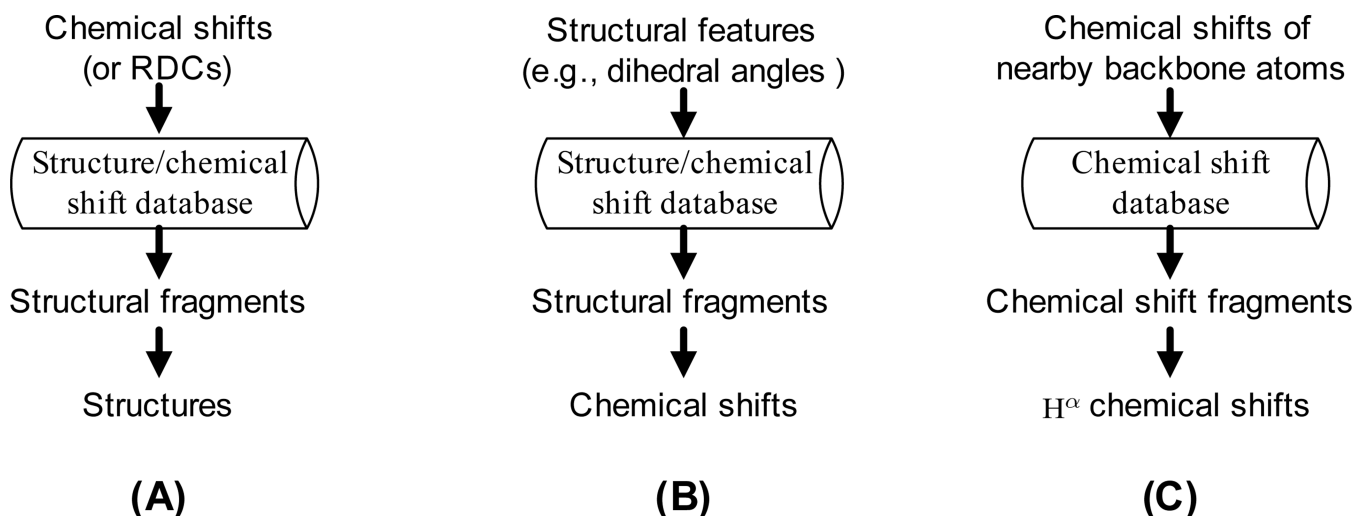 Chemical shifts
(or RDCs)
Structure/chemical
shift database
Structural fragments
Structures
(A)
Structural features
(e.g., dihedral angles )
Structure/chemical
shift database
Structural fragments
Chemical shifts
(B)
Chemical shifts of
nearby backbone atoms
Chemical shift
database
Chemical shift fragments
Hα chemical shifts
(C)